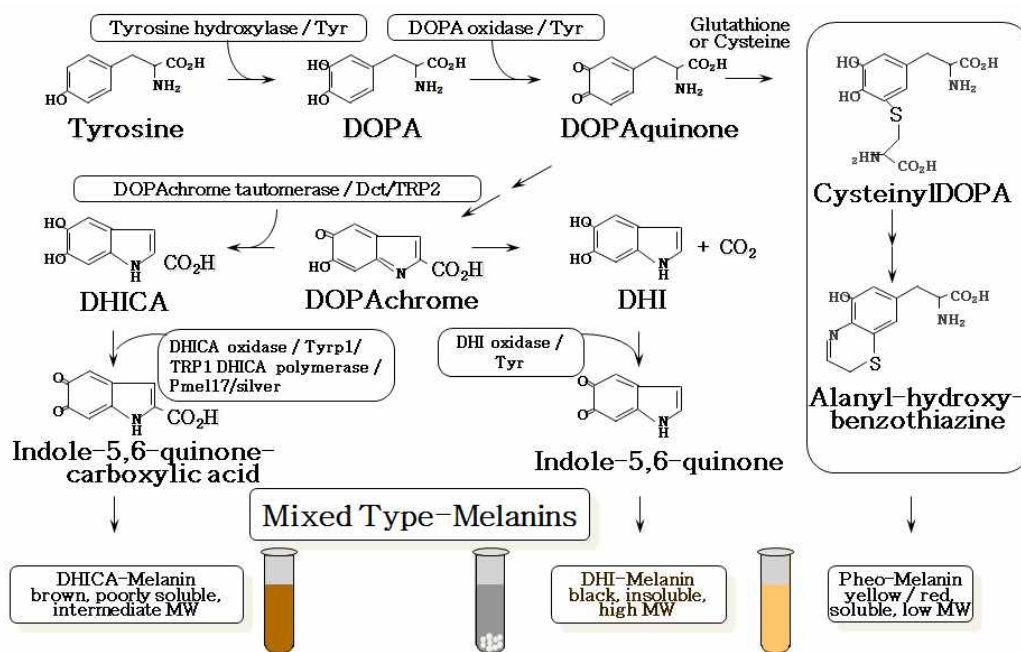 Tyrosine hydroxylase / Tyr
DOPA oxidase / Tyr
Glutathione
or Cysteine
CO₂H
NH₂
HO
Tyrosine
HO
HO
CO₂H
NH₂
DOPA
O
O
CO₂H
NH₂
DOPAquinone
HO
HO
CO₂H
NH₂
S
₂HN
CO₂H
CysteinylDOPA
DOPAchrome tautomerase / Dct/TRP2
HO
HO
N
H
CO₂H
DHICA
O
HO
N
CO₂H
DOPAchrome
HO
HO
N
H
+ CO₂
DHI
HO
CO₂H
NH₂
N
S
Alanyl-hydroxy-
benzothiazine
DHICA oxidase / Tyrp1/
TRP1 DHICA polymerase /
Pmel17/silver
DHI oxidase /
Tyr
O
O
N
H
CO₂H
Indole-5,6-quinone-
carboxylic acid
O
O
N
H
Indole-5,6-quinone
Mixed Type-Melanins
DHICA-Melanin
brown, poorly soluble,
intermediate MW
DHI-Melanin
black, insoluble,
high MW
Pheo-Melanin
yellow / red,
soluble, low MW